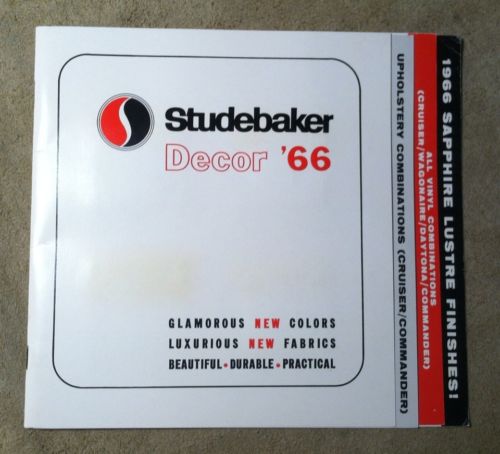 Studebaker
Decor '66
GLAMOROUS NEW COLORS
LUXURIOUS NEW FABRICS
BEAUTIFUL • DURABLE • PRACTICAL
UPHOLSTERY COMBINATIONS (CRUISER/COMMANDER)
ALL VINYL COMBINATIONS
(CRUISER/WAGONAIRE/DAYTONA/COMMANDER)
1966 SAPPHIRE LUSTRE FINISHES!